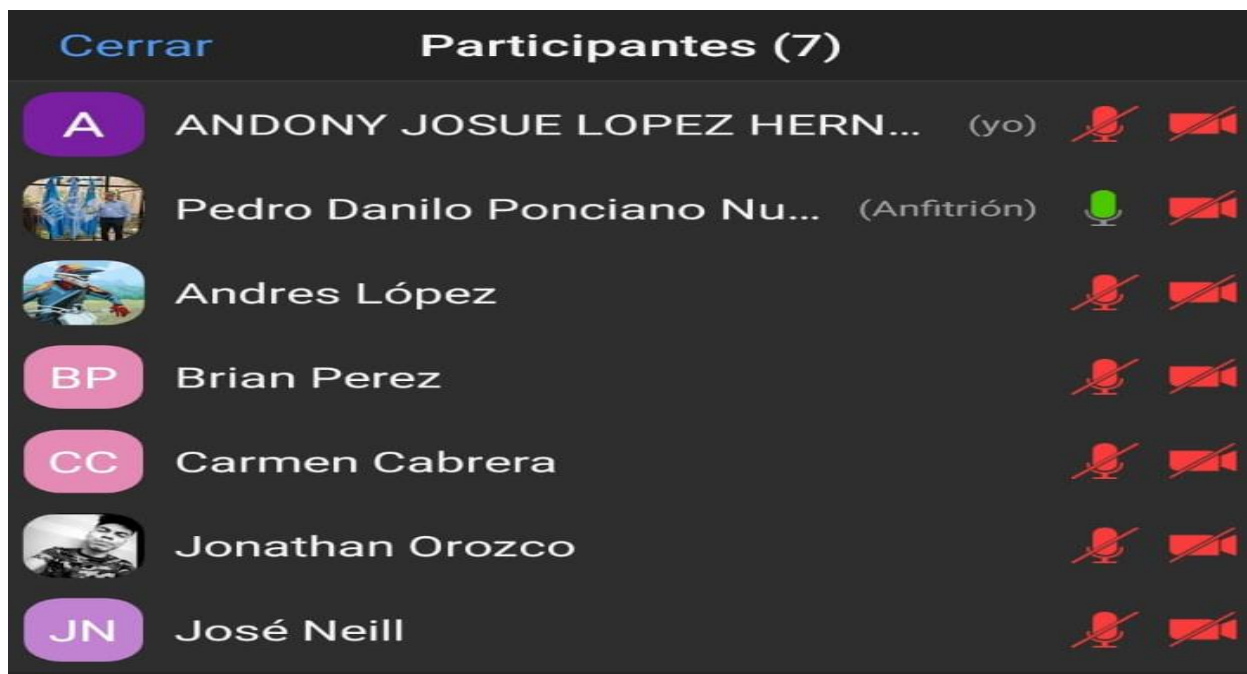 Cerrar Participantes (7)
A ANDONY JOSUE LOPEZ HERN... (yo)
Pedro Danilo Ponciano Nu... (Anfitrión)
Andres López
BP Brian Perez
CC Carmen Cabrera
Jonathan Orozco
JN José Neill